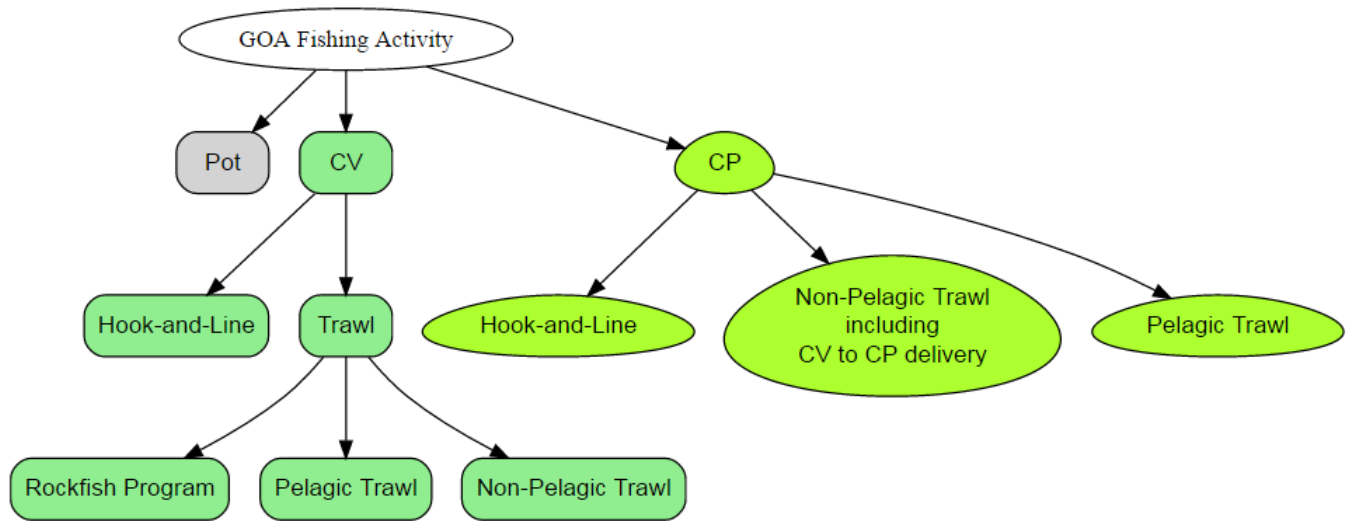 GOA Fishing Activity
Pot
CV
CP
Hook-and-Line
Trawl
Hook-and-Line
Non-Pelagic Trawl
including
CV to CP delivery
Pelagic Trawl
Rockfish Program
Pelagic Trawl
Non-Pelagic Trawl